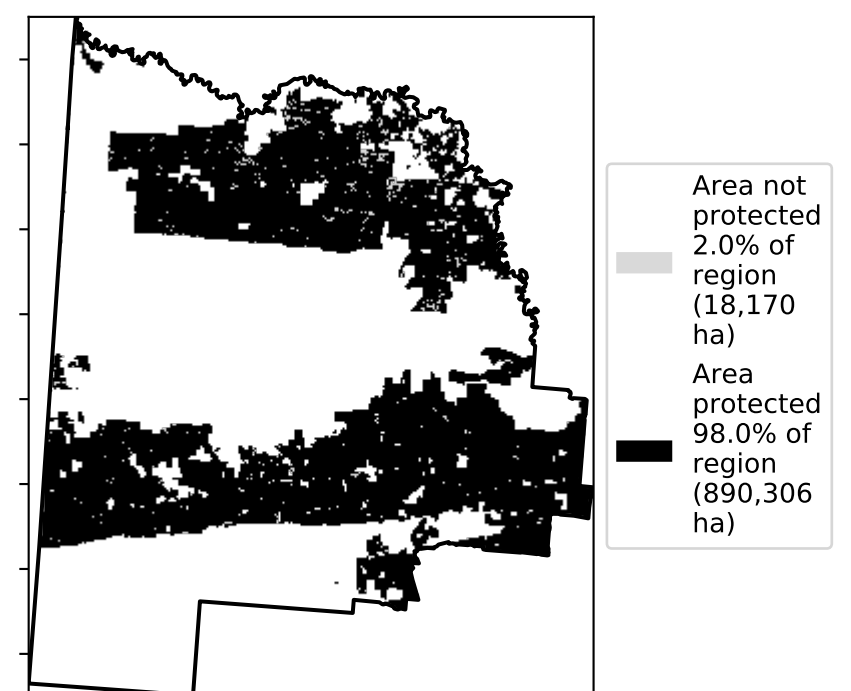 Area not
protected
2.0% of
region
(18,170
ha)
Area
protected
98.0% of
region
(890,306
ha)